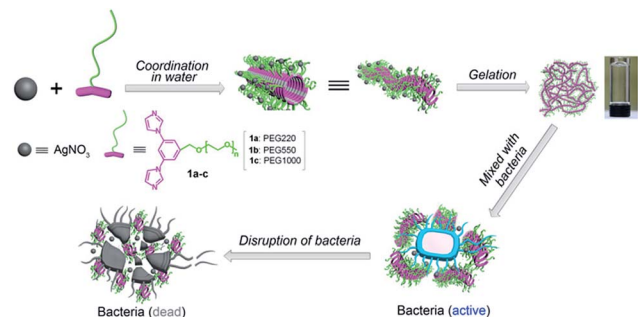 Coordination
in water
Gelation
+
≡
≡ AgNO3
≡
N
N
N
N
O
O
n
1a: PEG220
1b: PEG550
1c: PEG1000
1a-c
Mixed with
bacteria
Disruption of bacteria
Bacteria (dead)
Bacteria (active)